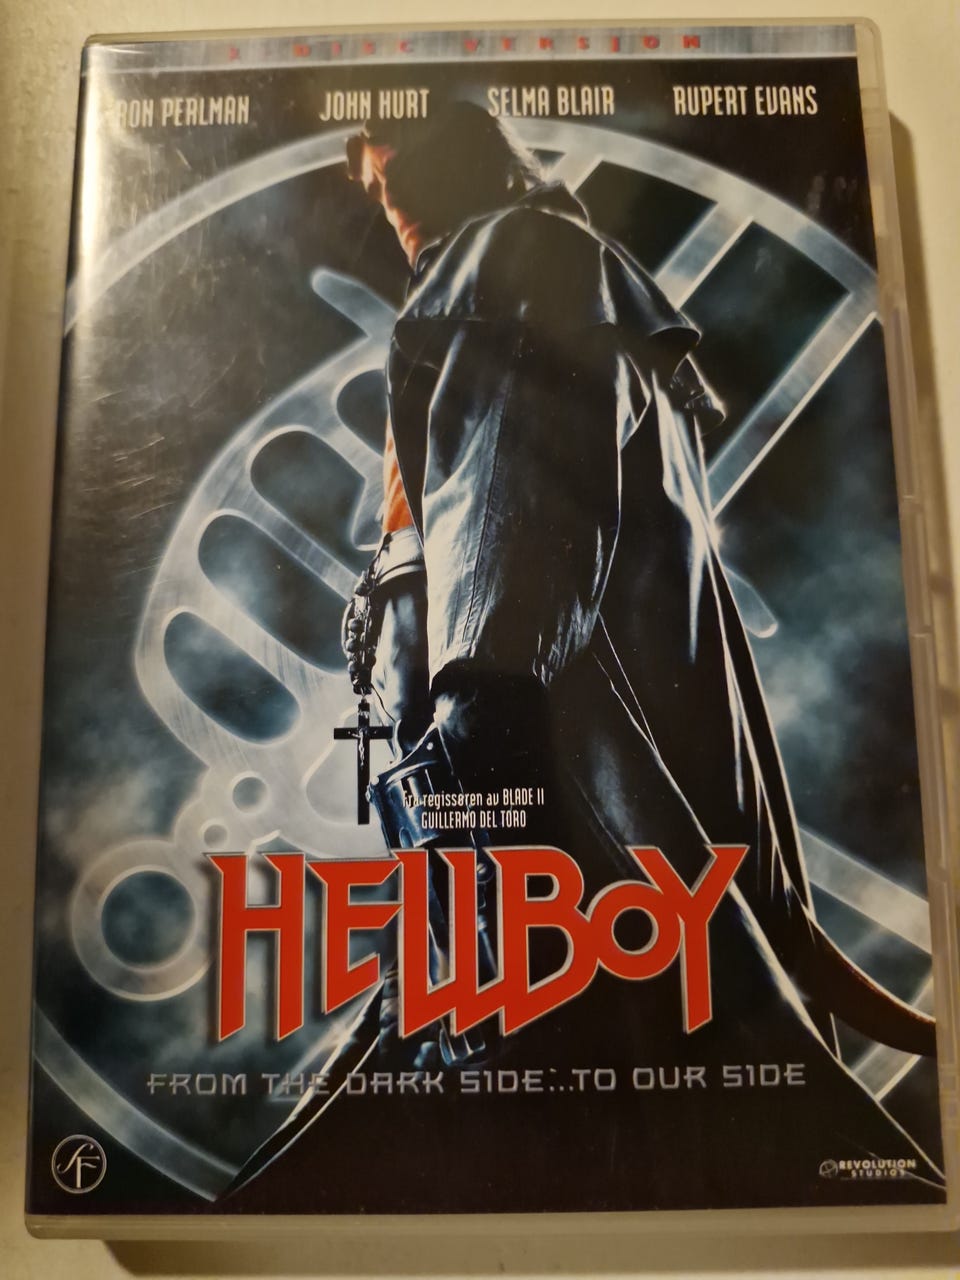 2 DISC VERSION
RON PERLMAN JOHN HURT SELMA BLAIR RUPERT EVANS
Fra regissøren av BLADE II
GUILLERMO DEL TORO
HELLBOY
FROM THE DARK SIDE...TO OUR SIDE
SF
REVOLUTION
STUDIOS